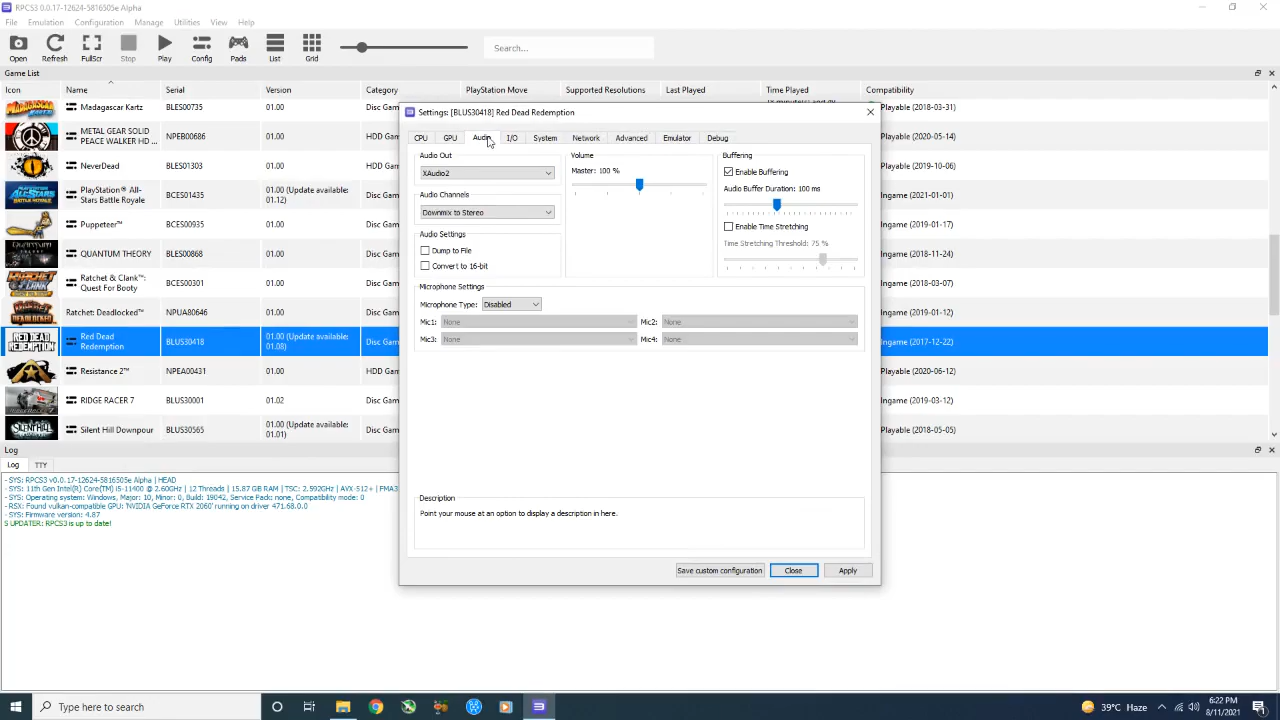 RPCS3 0.0.17-12624-5816505e Alpha
File Emulation Configuration Manage Utilities View Help
Open Refresh FullScr Stop Play Config Pads List Grid Search...
Game List
Icon Name Serial Version Category PlayStation Move Supported Resolutions Last Played Time Played Compatibility
Madagascar Kartz BLES00735 01.00 Disc Gam Playable (2018-03-31)
METAL GEAR SOLID
PEACE WALKER HD ...
NPEB00686 01.00 HDD Gam Playable (2020-05-04)
NeverDead BLES01303 01.00 HDD Gam Playable (2019-10-06)
PlayStation® All-
Stars Battle Royale
BCES01435 01.00 (Update available:
01.12)
Disc Gam Playable (2021-01-01)
Puppeteer™ BCES00935 01.00 Disc Gam Playable (2019-01-17)
QUANTUM THEORY BLES00868 01.00 Disc Gam Playable (2018-11-24)
Ratchet & Clank™:
Quest For Booty
BCES00301 01.00 Disc Gam Playable (2018-03-07)
Ratchet: Deadlocked™ NPUA80646 01.00 HDD Gam Playable (2019-01-12)
RED DEAD
REDEMPTION
Red Dead
Redemption
BLUS30418 01.00 (Update available:
01.08)
Disc Gam Ingame (2017-12-22)
Resistance 2™ NPEA00431 01.00 HDD Gam Playable (2020-06-12)
RIDGE RACER 7 BLUS30001 01.02 HDD Gam Ingame (2019-03-12)
Silent Hill Downpour BLUS30565 01.00 (Update available:
01.01)
Disc Gam Playable (2018-05-05)
Settings: [BLUS30418] Red Dead Redemption
CPU GPU Audio I/O System Network Advanced Emulator Debug
Audio Out
XAudio2
Audio Channels
Downmix to Stereo
Audio Settings
Dump to File
Convert to 16-bit
Volume
Master: 100 %
Buffering
Enable Buffering
Audio Buffer Duration: 100 ms
Enable Time Stretching
Time Stretching Threshold: 75 %
Microphone Settings
Microphone Type: Disabled
Mic1: None Mic2: None
Mic3: None Mic4: None
Description
Point your mouse at an option to display a description in here.
Save custom configuration Close Apply
Log
Log TTY
- SYS: RPCS3 v0.0.17-12624-5816505e Alpha | HEAD
- SYS: 11th Gen Intel(R) Core(TM) i5-11400 @ 2.60GHz | 12 Threads | 15.87 GiB RAM | TSC: 2.592GHz | AVX-512+ | FMA3
- SYS: Operating system: Windows, Major: 10, Minor: 0, Build: 19042, Service Pack: none, Compatibility mode: 0
- RSX: Found vulkan-compatible GPU: 'NVIDIA GeForce RTX 2060' running on driver 471.68.0.0
- SYS: Firmware version: 4.87
S UPDATER: RPCS3 is up to date!
Type here to search
39°C Haze
6:22 PM
8/11/2021